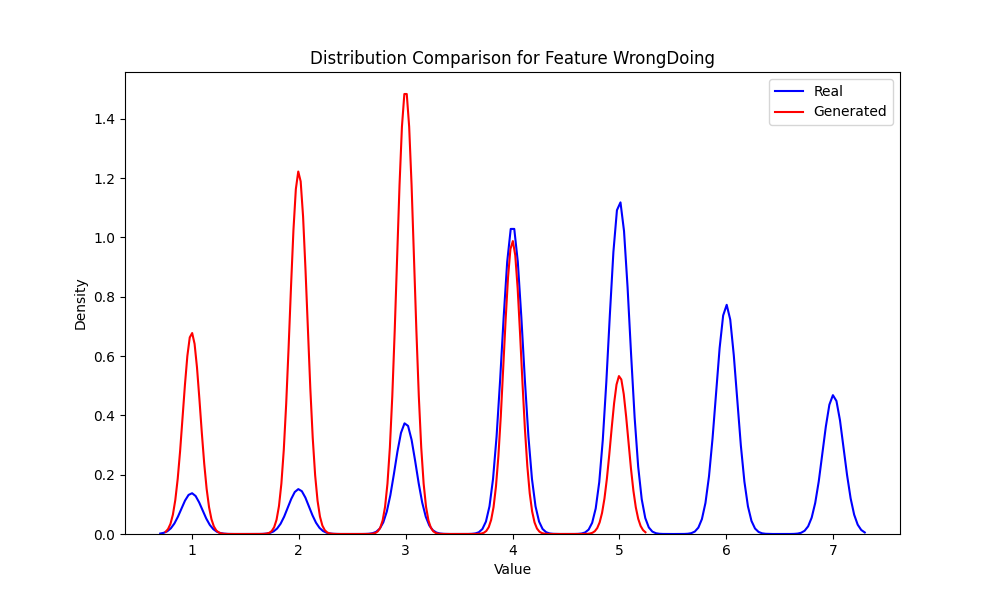 Distribution Comparison for Feature WrongDoing
Real
Generated
Density
1.4
1.2
1.0
0.8
0.6
0.4
0.2
0.0
1 2 3 4 5 6 7
Value